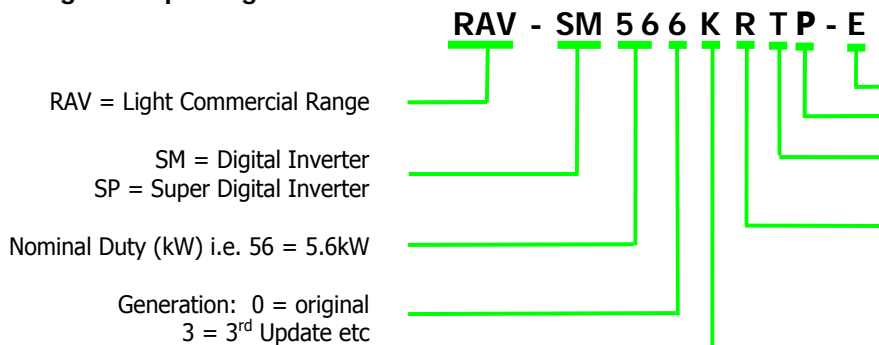 RAV - SM 5 6 6 K R T P - E
RAV = Light Commercial Range
SM = Digital Inverter
SP = Super Digital Inverter
Nominal Duty (kW) i.e. 56 = 5.6kW
Generation: 0 = original
3 = 3rd Update etc